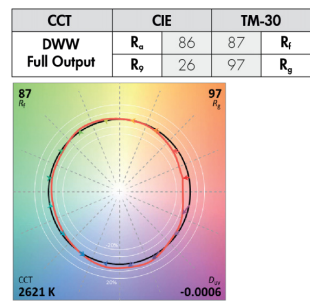 CCT CIE TM-30
DWW Full Output Ra 86 87 Rf
R9 26 97 Rg
87 97
Rf Rg
20%
CCT Duv
2621 K -0.0006